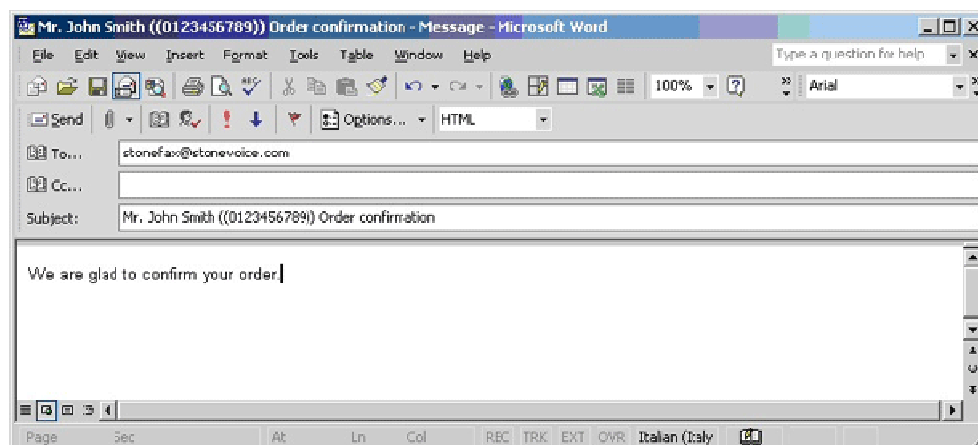 Mr. John Smith ((0123456789)) Order confirmation - Message - Microsoft Word
File Edit View Insert Format Tools Table Window Help Type a question for help
100% Arial
Send Options... HTML
To... stonefax@stonevoice.com
Cc...
Subject: Mr. John Smith ((0123456789)) Order confirmation
We are glad to confirm your order.
Page Sec At Ln Col REC TRK EXT OVR Italian (Italy